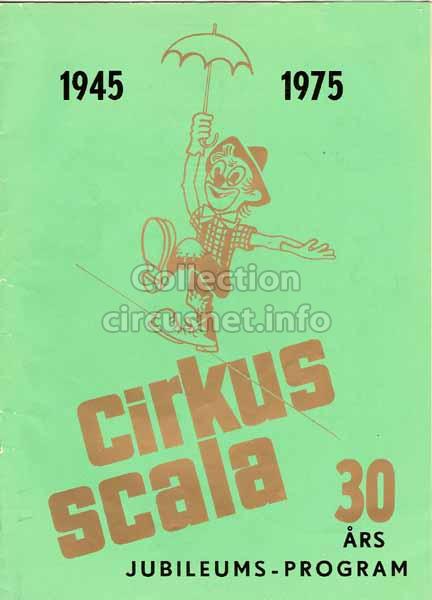 1945 1975
Collection
circusnet.info
cirkus
scala
30
ÅRS
JUBILEUMS-PROGRAM